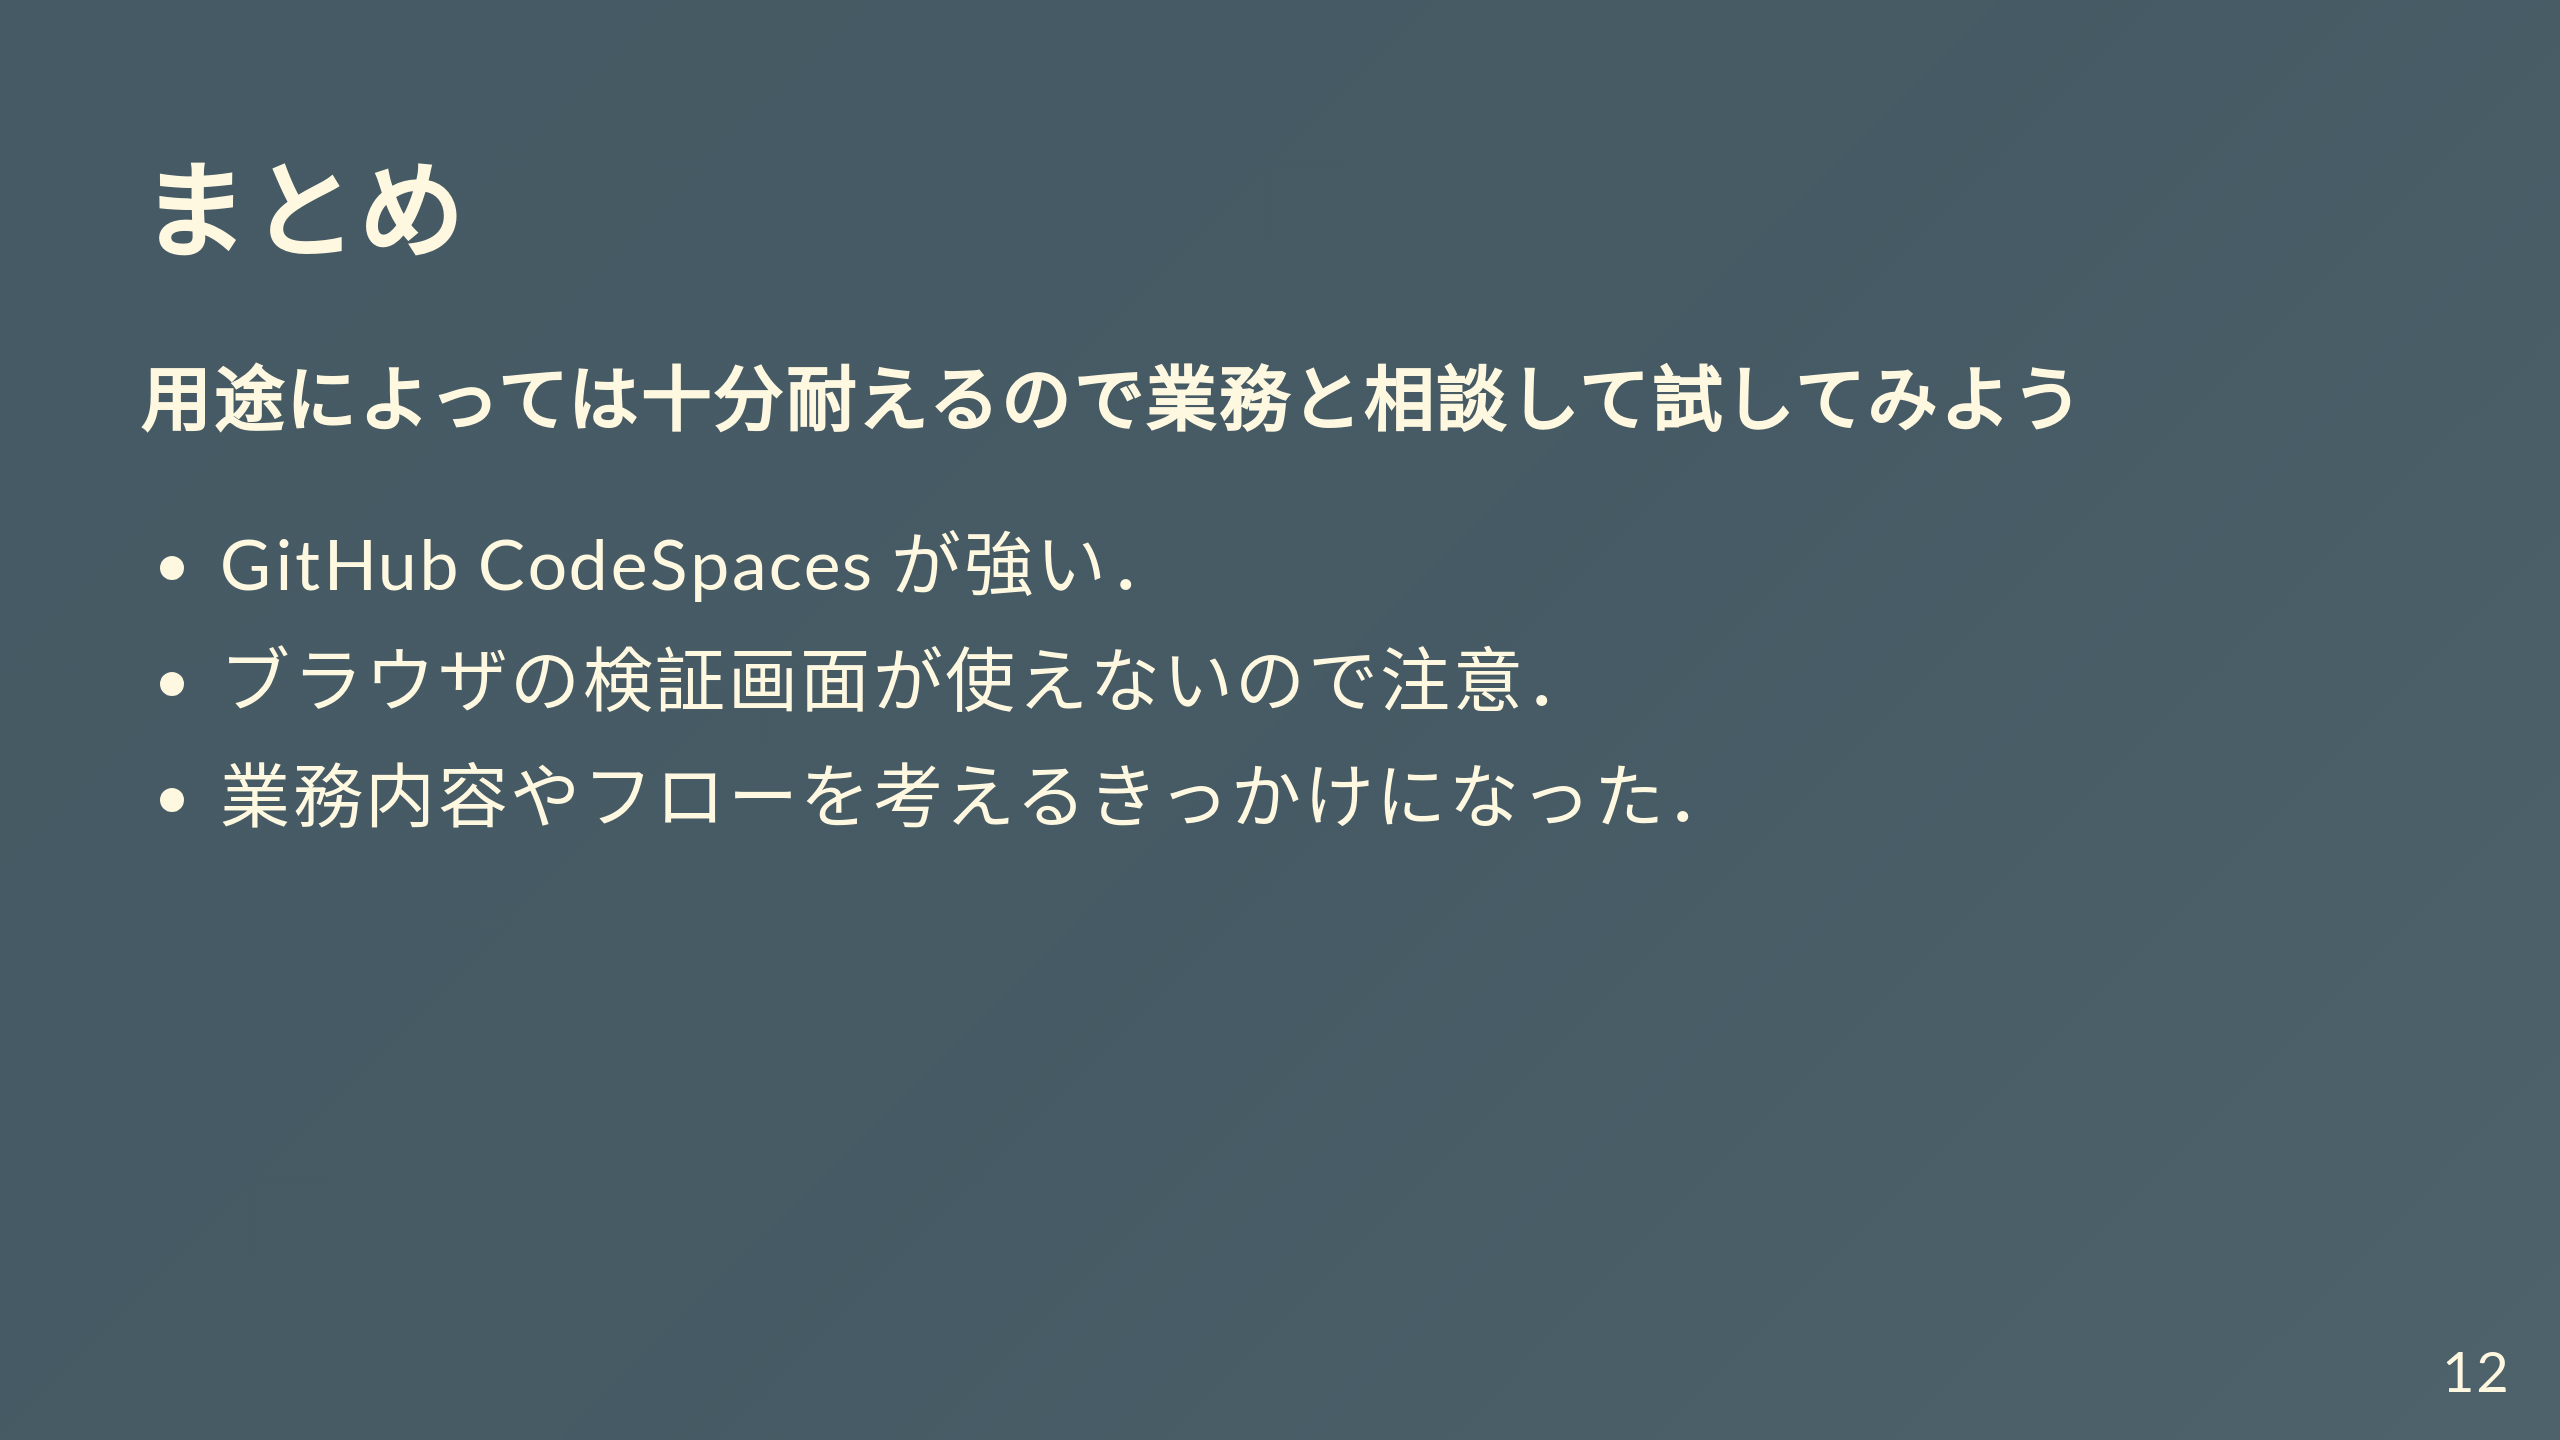 まとめ
用途によっては十分耐えるので業務と相談して試してみよう
• GitHub CodeSpaces が強い．
• ブラウザの検証画面が使えないので注意．
• 業務内容やフローを考えるきっかけになった．
12